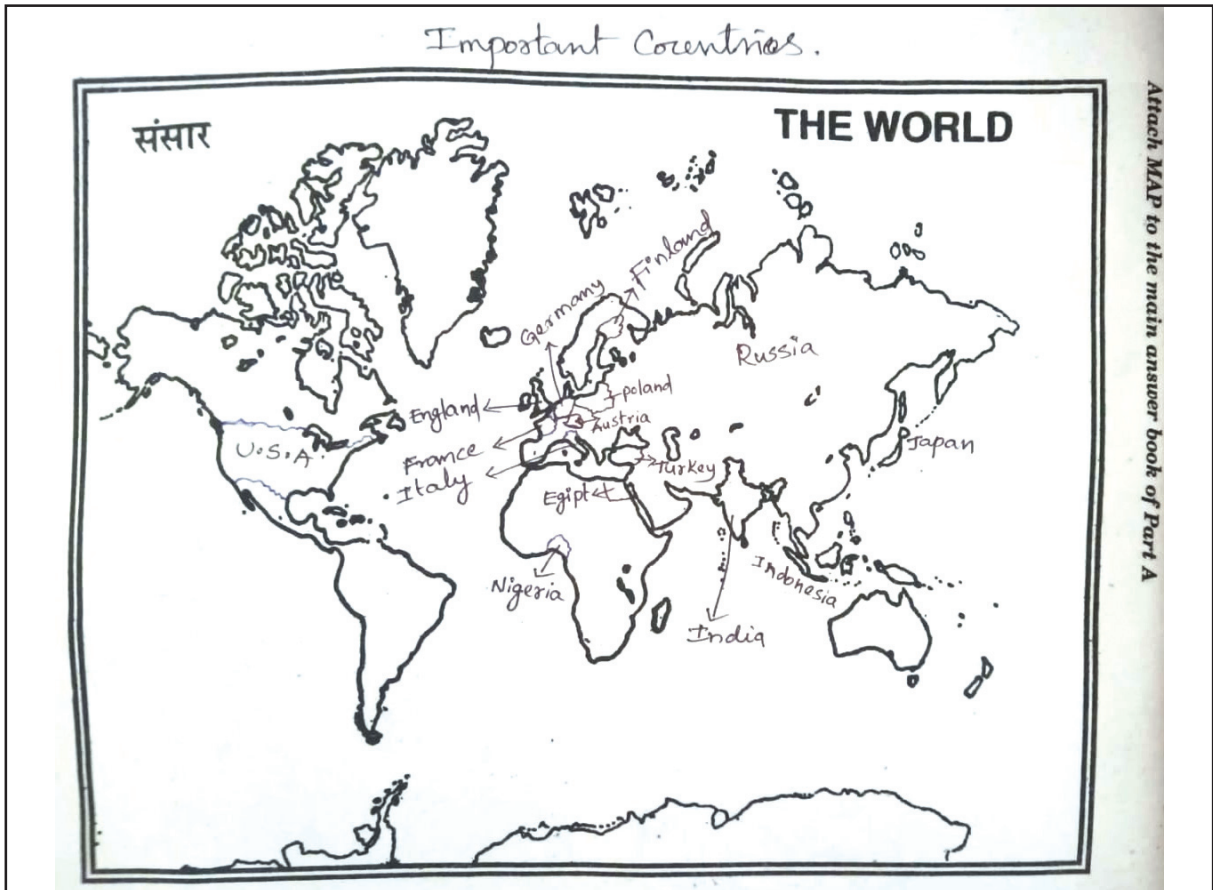 Important Countries.
संसार
THE WORLD
Finland
Germany
Russia
England
poland
Austria
U.S.A.
France
Italy
Turkey
Japan
Egipt
Nigeria
Indonesia
India
Attach MAP to the main answer book of Part A